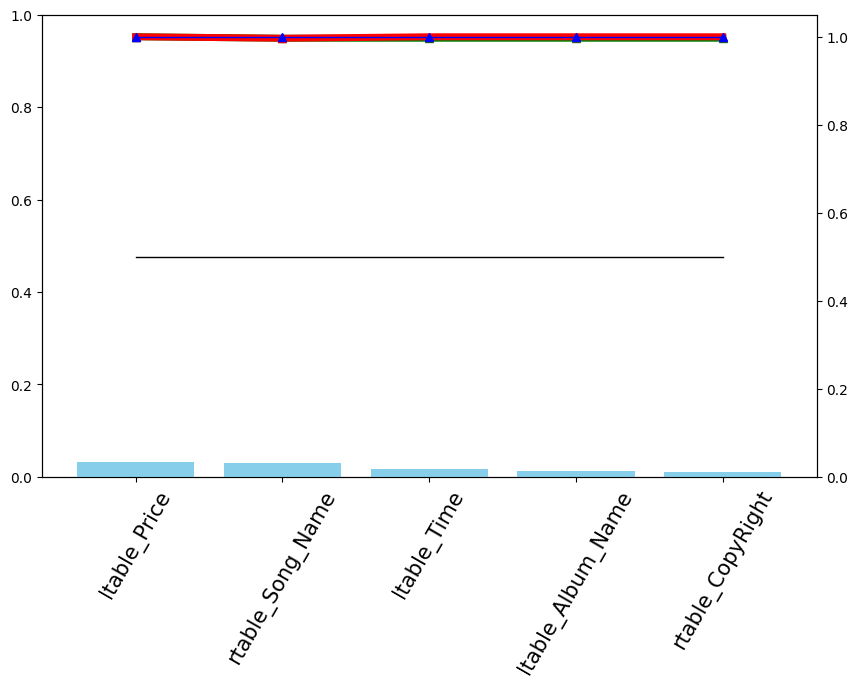 1.0
0.8
0.6
0.4
0.2
0.0
1.0
0.8
0.6
0.4
0.2
0.0
ltable_Price
rtable_Song_Name
ltable_Time
ltable_Album_Name
rtable_CopyRight